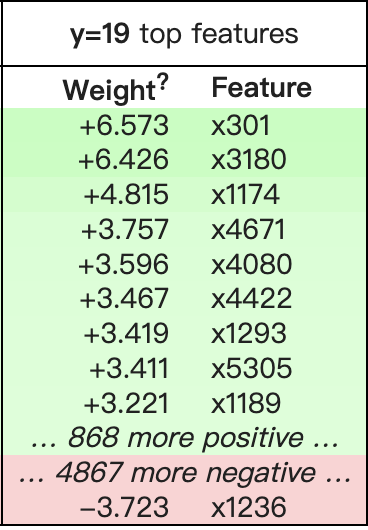 y=19 top features
Weight? Feature
+6.573 x301
+6.426 x3180
+4.815 x1174
+3.757 x4671
+3.596 x4080
+3.467 x4422
+3.419 x1293
+3.411 x5305
+3.221 x1189
… 868 more positive …
… 4867 more negative …
−3.723 x1236